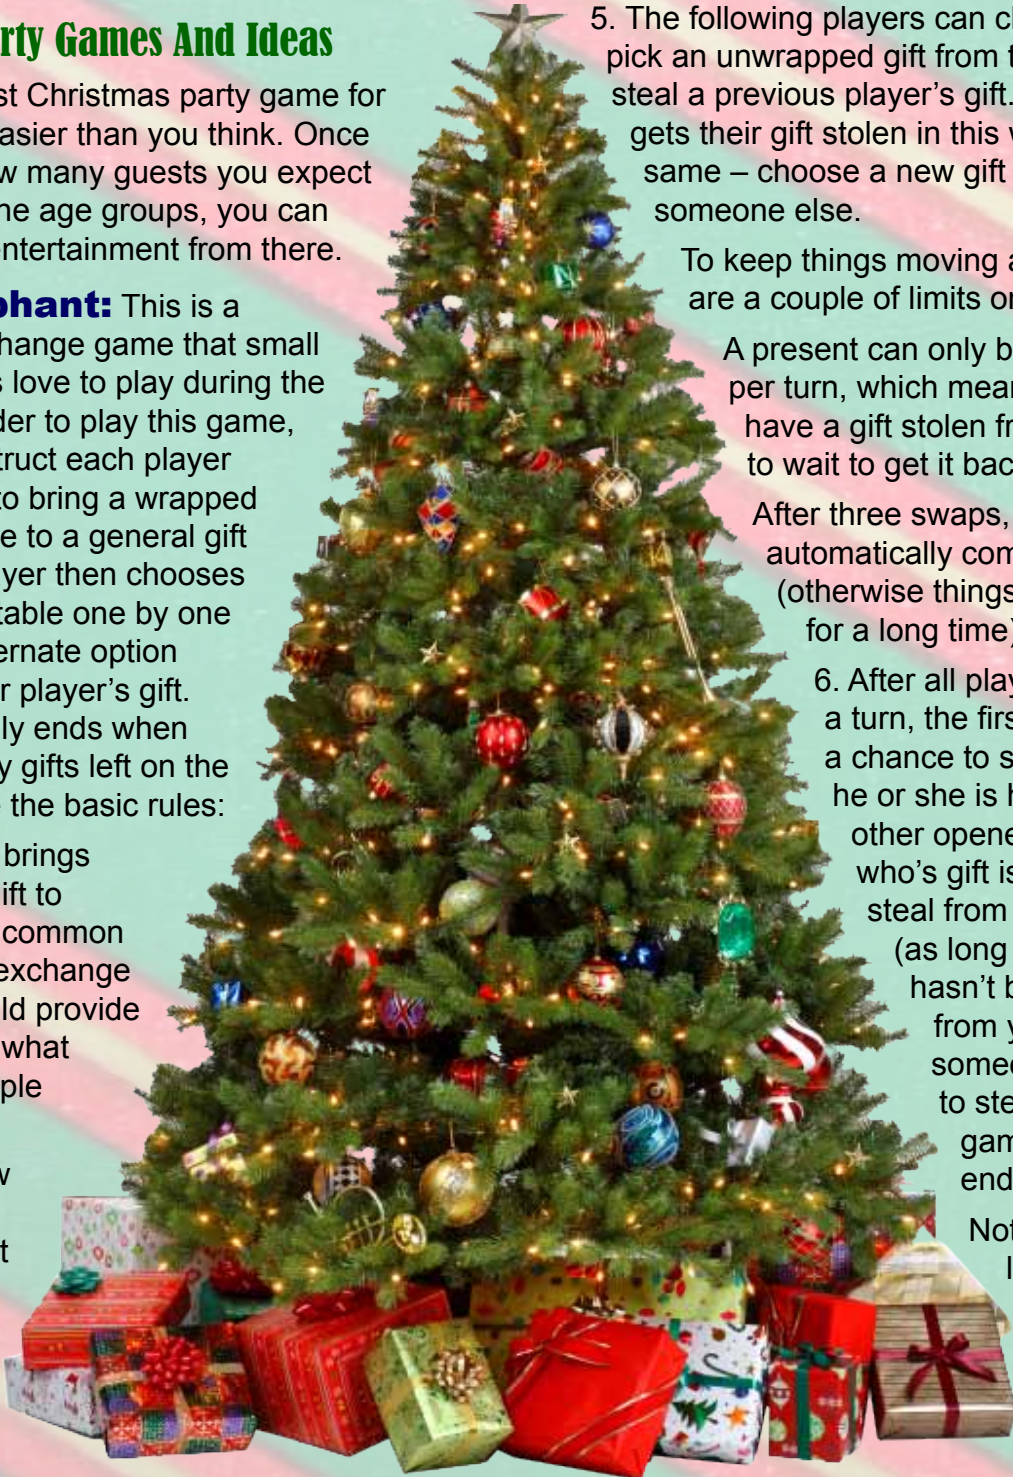 rty Games And Ideas
st Christmas party game for
asier than you think. Once
w many guests you expect
he age groups, you can
entertainment from there.
phant: This is a
change game that small
s love to play during the
der to play this game,
truct each player
to bring a wrapped
e to a general gift
yer then chooses
table one by one
ernate option
r player’s gift.
ly ends when
y gifts left on the
e the basic rules:
brings
ift to
common
exchange
ld provide
what
ple
w
t
5. The following players can c
pick an unwrapped gift from t
steal a previous player’s gift.
gets their gift stolen in this w
same – choose a new gift
someone else.
To keep things moving a
are a couple of limits or
A present can only b
per turn, which mear
have a gift stolen fr
to wait to get it bac
After three swaps,
automatically com
(otherwise things
for a long time)
6. After all play
a turn, the firs
a chance to s
he or she is h
other opene
who’s gift is
steal from
(as long
hasn’t b
from y
someo
to ste
gam
end
Not
l